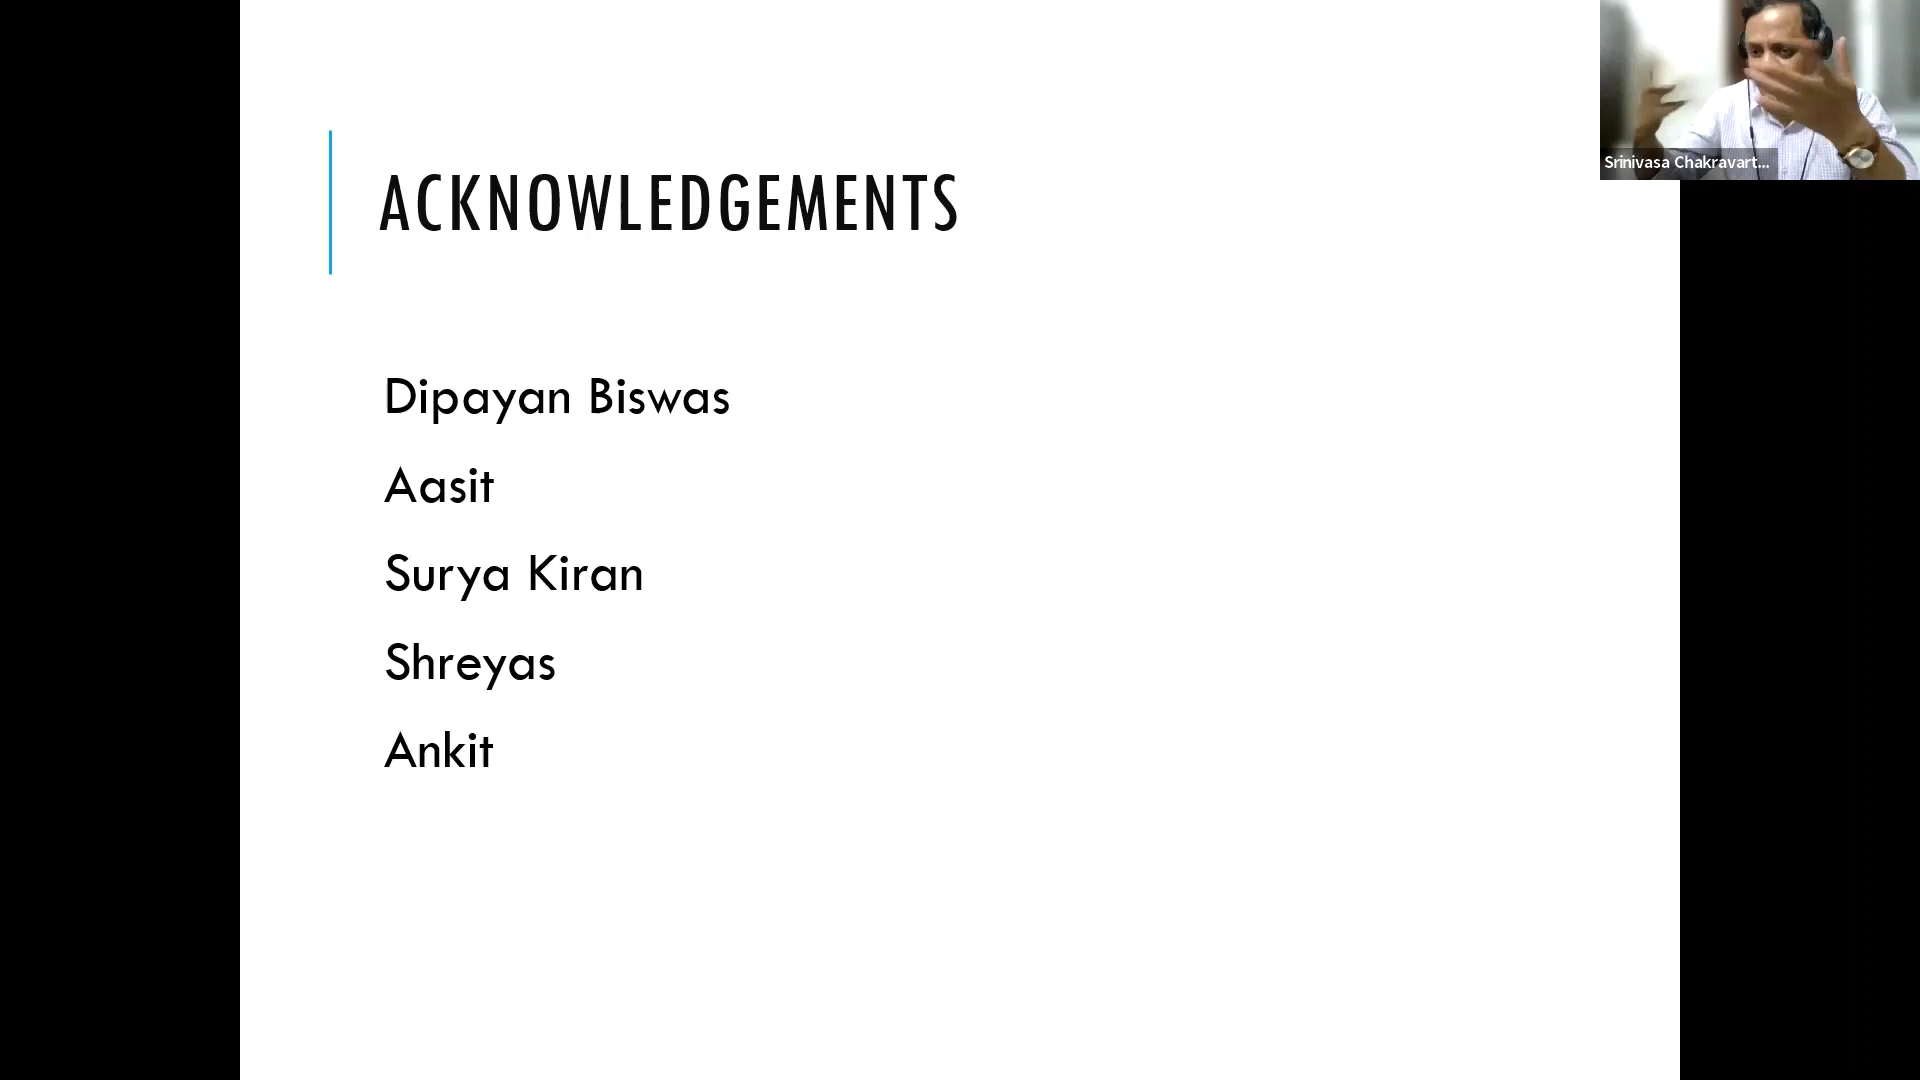 ACKNOWLEDGEMENTS
Dipayan Biswas
Aasit
Surya Kiran
Shreyas
Ankit
Srinivasa Chakravart...